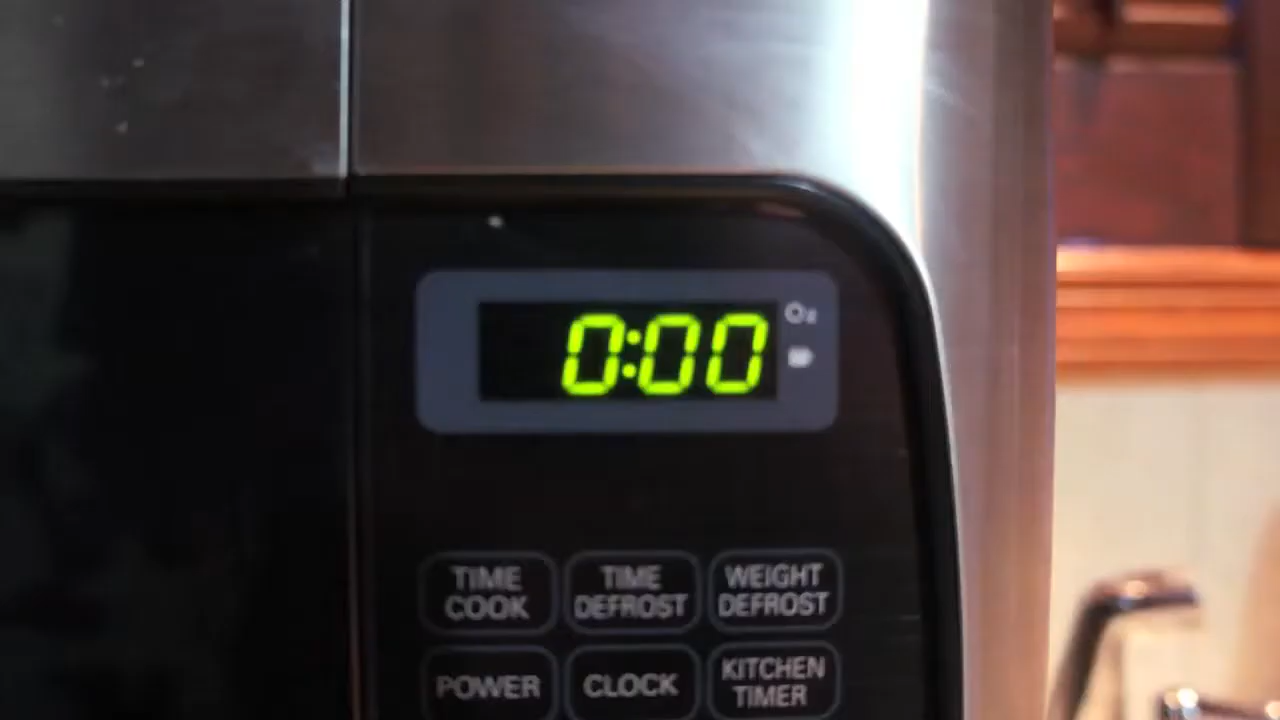 0:00
TIME COOK
TIME DEFROST
WEIGHT DEFROST
POWER
CLOCK
KITCHEN TIMER